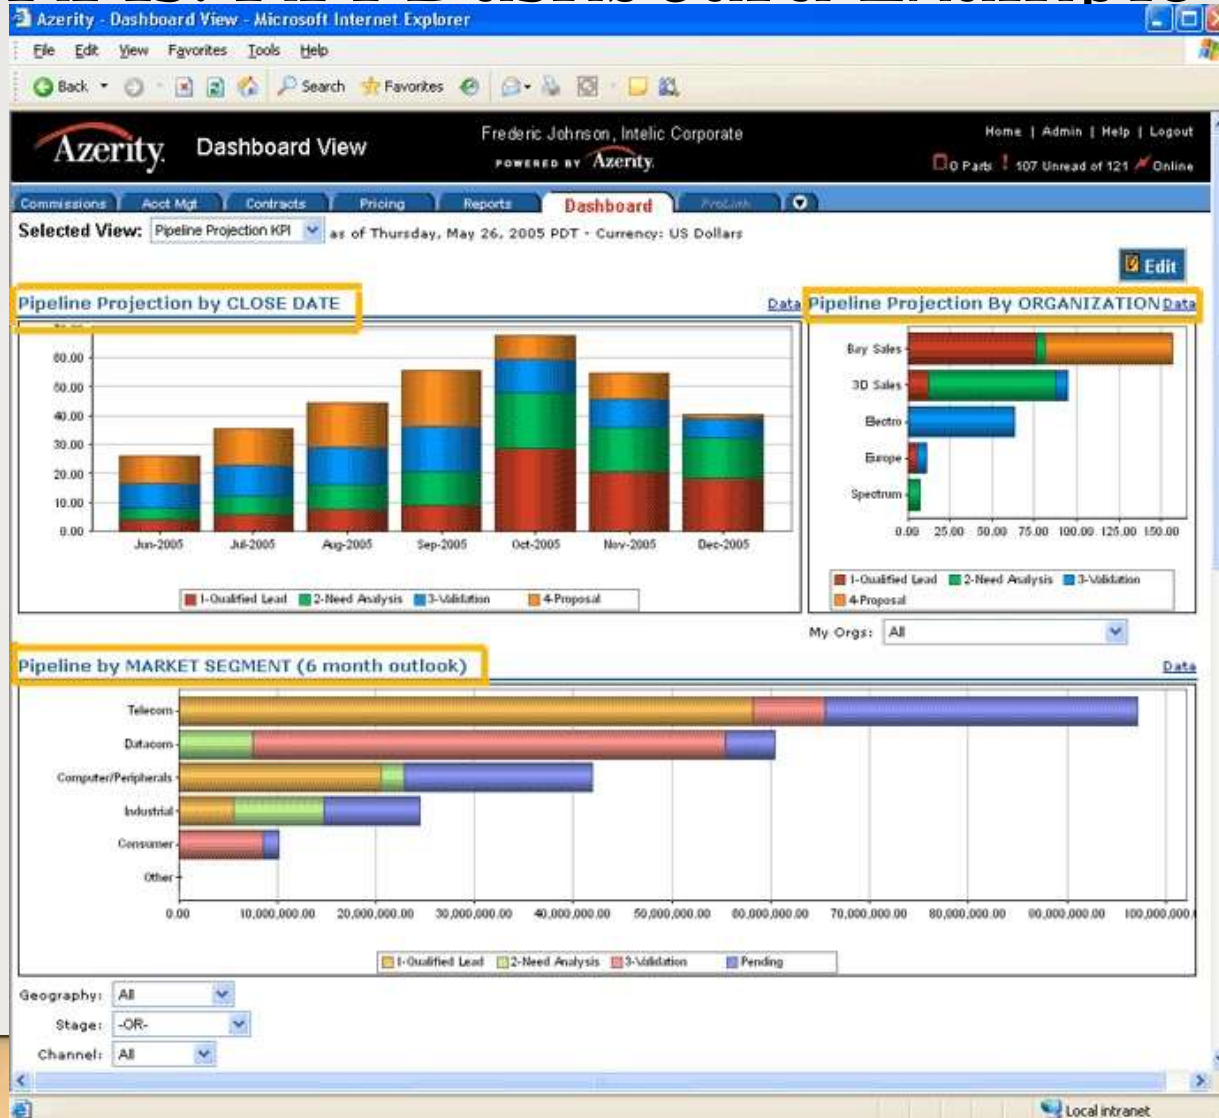 Azerity - Dashboard View - Microsoft Internet Explorer
File Edit View Favorites Tools Help
Back Search Favorites
Azerity. Dashboard View
Frederic Johnson, Intelic Corporate
POWERED BY Azerity.
Home | Admin | Help | Logout
0 Parts 107 Unread of 121 Online
Commissions Acct Mgt Contracts Pricing Reports Dashboard ProLink
Selected View: Pipeline Projection KPI as of Thursday, May 26, 2005 PDT - Currency: US Dollars
Edit
Pipeline Projection by CLOSE DATE Data
60.00
50.00
40.00
30.00
20.00
10.00
0.00
Jun-2005 Jul-2005 Aug-2005 Sep-2005 Oct-2005 Nov-2005 Dec-2005
1-Qualified Lead 2-Need Analysis 3-Validation 4-Proposal
Pipeline Projection By ORGANIZATION Data
Bay Sales
3D Sales
Electro
Europe
Spectrum
0.00 25.00 50.00 75.00 100.00 125.00 150.00
1-Qualified Lead 2-Need Analysis 3-Validation
4-Proposal
My Orgs: All
Pipeline by MARKET SEGMENT (6 month outlook) Data
Telecom
Datacom
Computer/Peripherals
Industrial
Consumer
Other
0.00 10,000,000.00 20,000,000.00 30,000,000.00 40,000,000.00 50,000,000.00 60,000,000.00 70,000,000.00 80,000,000.00 90,000,000.00 100,000,000.
1-Qualified Lead 2-Need Analysis 3-Validation Pending
Geography: All
Stage: -OR-
Channel: All
Local intranet